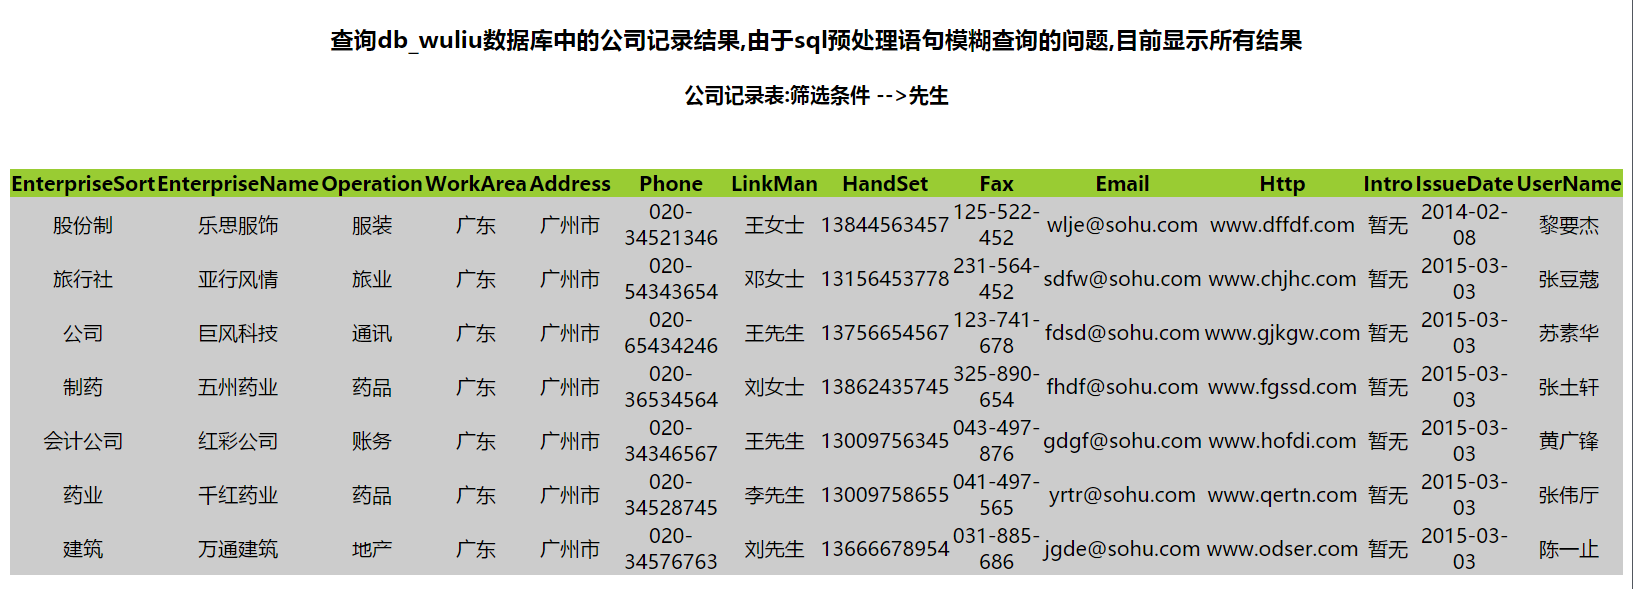 查询db_wuliu数据库中的公司记录结果,由于sql预处理语句模糊查询的问题,目前显示所有结果
公司记录表:筛选条件 -->先生
EnterpriseSort EnterpriseName Operation WorkArea Address Phone LinkMan HandSet Fax Email Http Intro IssueDate UserName
股份制 乐思服饰 服装 广东 广州市 020-34521346 王女士 13844563457 125-522-452 wlje@sohu.com www.dffdf.com 暂无 2014-02-08 黎要杰
旅行社 亚行风情 旅业 广东 广州市 020-54343654 邓女士 13156453778 231-564-452 sdfw@sohu.com www.chjhc.com 暂无 2015-03-03 张豆蔻
公司 巨风科技 通讯 广东 广州市 020-65434246 王先生 13756654567 123-741-678 fdsd@sohu.com www.gjkgw.com 暂无 2015-03-03 苏素华
制药 五州药业 药品 广东 广州市 020-36534564 刘女士 13862435745 325-890-654 fhdf@sohu.com www.fgssd.com 暂无 2015-03-03 张土轩
会计公司 红彩公司 账务 广东 广州市 020-34346567 王先生 13009756345 043-497-876 gdgf@sohu.com www.hofdi.com 暂无 2015-03-03 黄广锋
药业 千红药业 药品 广东 广州市 020-34528745 李先生 13009758655 041-497-565 yrtr@sohu.com www.qertn.com 暂无 2015-03-03 张伟厅
建筑 万通建筑 地产 广东 广州市 020-34576763 刘先生 13666678954 031-885-686 jgde@sohu.com www.odser.com 暂无 2015-03-03 陈一止